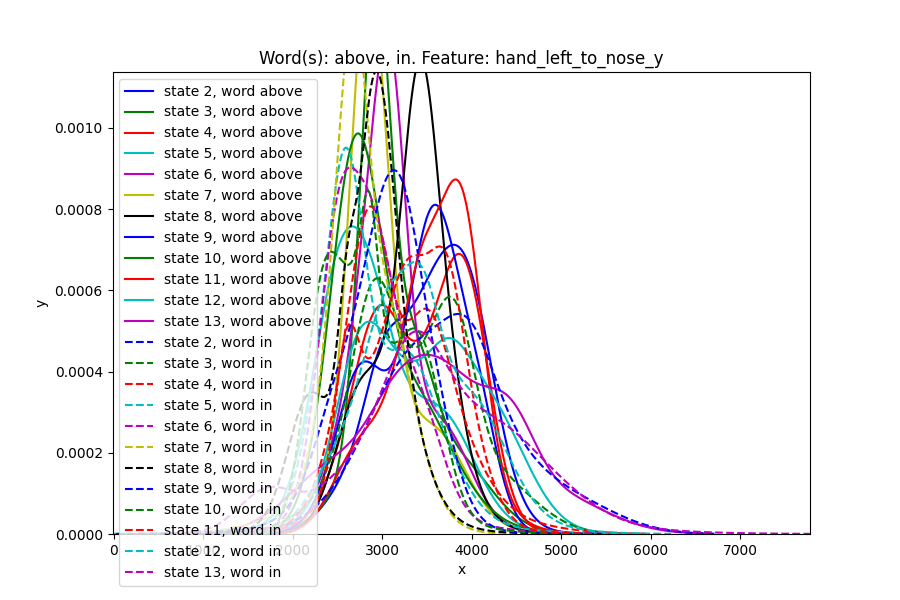 Word(s): above, in. Feature: hand_left_to_nose_y
state 2, word above
state 3, word above
state 4, word above
state 5, word above
state 6, word above
state 7, word above
state 8, word above
state 9, word above
state 10, word above
state 11, word above
state 12, word above
state 13, word above
state 2, word in
state 3, word in
state 4, word in
state 5, word in
state 6, word in
state 7, word in
state 8, word in
state 9, word in
state 10, word in
state 11, word in
state 12, word in
state 13, word in
0.0010
0.0008
0.0006
0.0004
0.0002
0.0000
y
0 1000 2000 3000 4000 5000 6000 7000
x